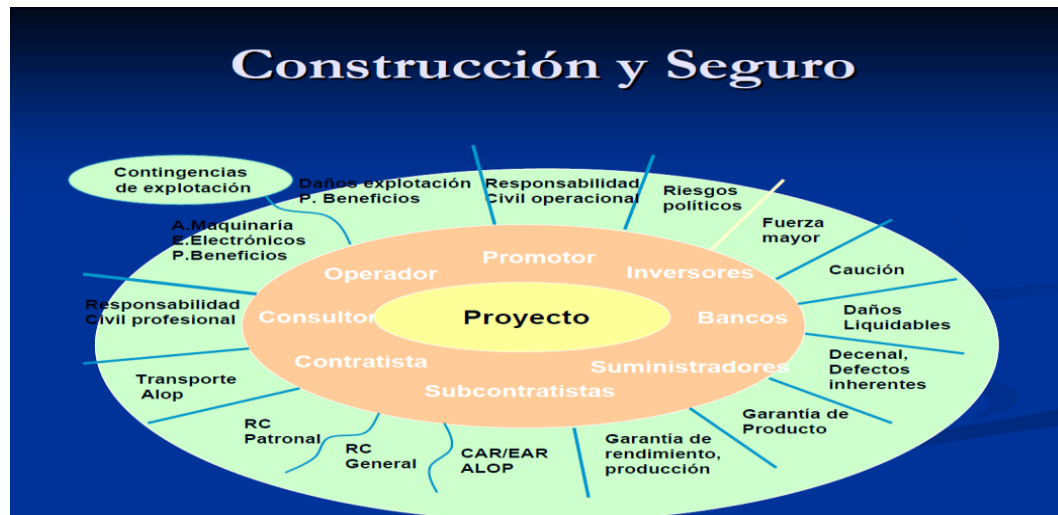 Construcción y Seguro
Contingencias
de explotación
Daños explotación
P. Beneficios
Responsabilidad
Civil operacional
Riesgos
políticos
Fuerza
mayor
A.Maquinaría
E.Electrónicos
P.Beneficios
Caución
Responsabilidad
Civil profesional
Daños
Liquidables
Decenal,
Defectos
inherentes
Transporte
Alop
Garantía de
Producto
RC
Patronal
RC
General
CAR/EAR
ALOP
Garantía de
rendimiento,
producción
Operador
Promotor
Inversores
Consultor
Proyecto
Bancos
Contratista
Suministradores
Subcontratistas